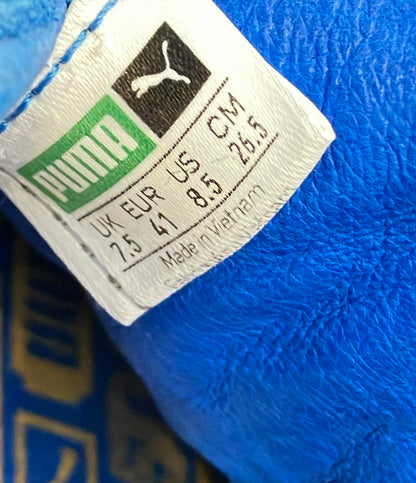 PUMA
UK EUR US CM
7.5 41 8.5 26.5
Made in Vietnam